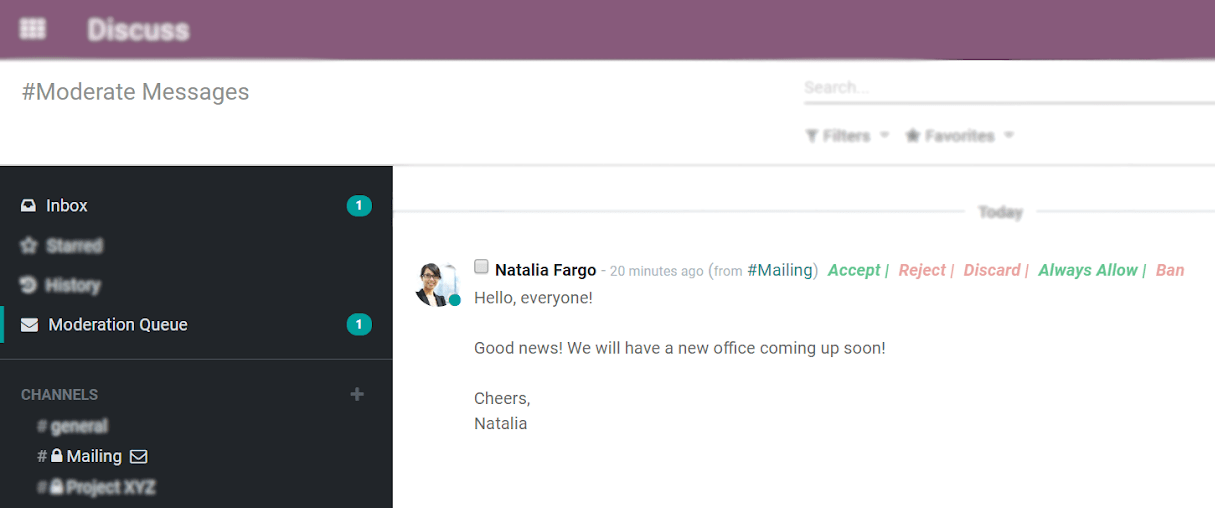 Discuss
#Moderate Messages
Search...
Filters
Favorites
Inbox 1
Starred
History
Moderation Queue 1
CHANNELS +
# general
# Mailing
# Project XYZ
Today
Natalia Fargo - 20 minutes ago (from #Mailing) Accept | Reject | Discard | Always Allow | Ban
Hello, everyone!
Good news! We will have a new office coming up soon!
Cheers,
Natalia